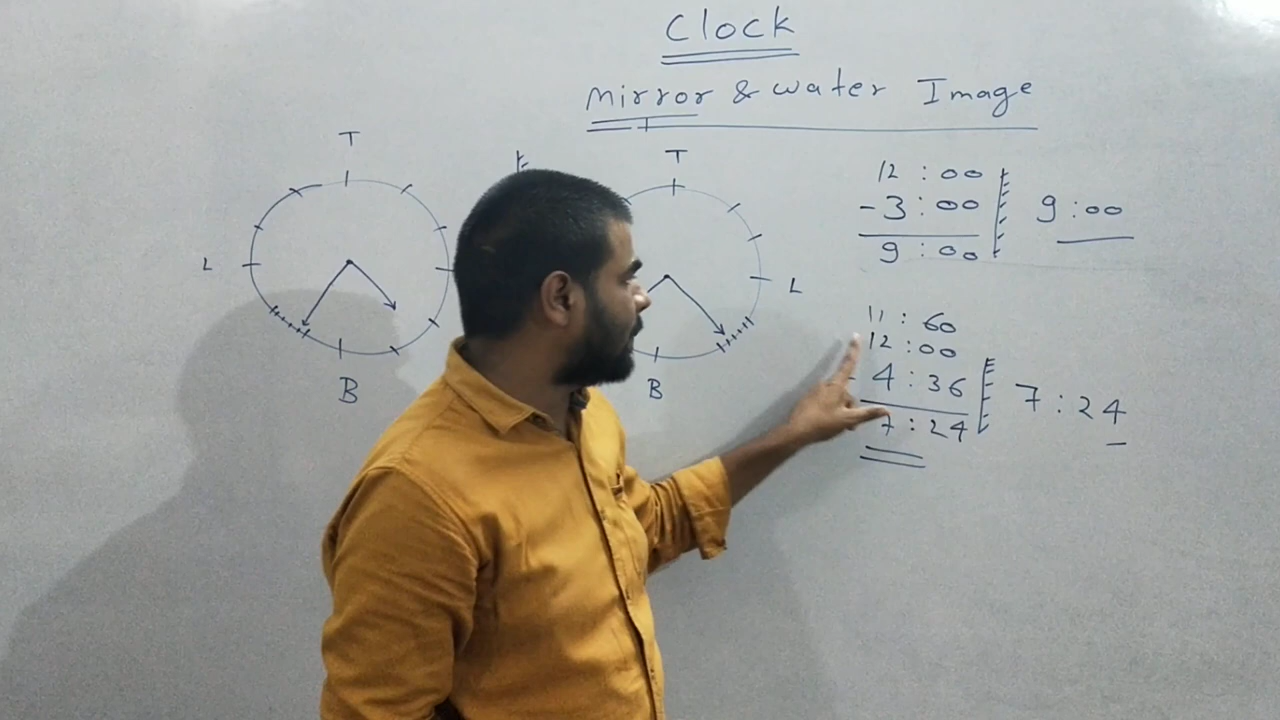 Clock
Mirror & water Image
T
T
L
L
B
B
12 : 00
- 3 : 00
9 : 00
9 : 00
11 : 60
12 : 00
- 4 : 36
7 : 24
7 : 24